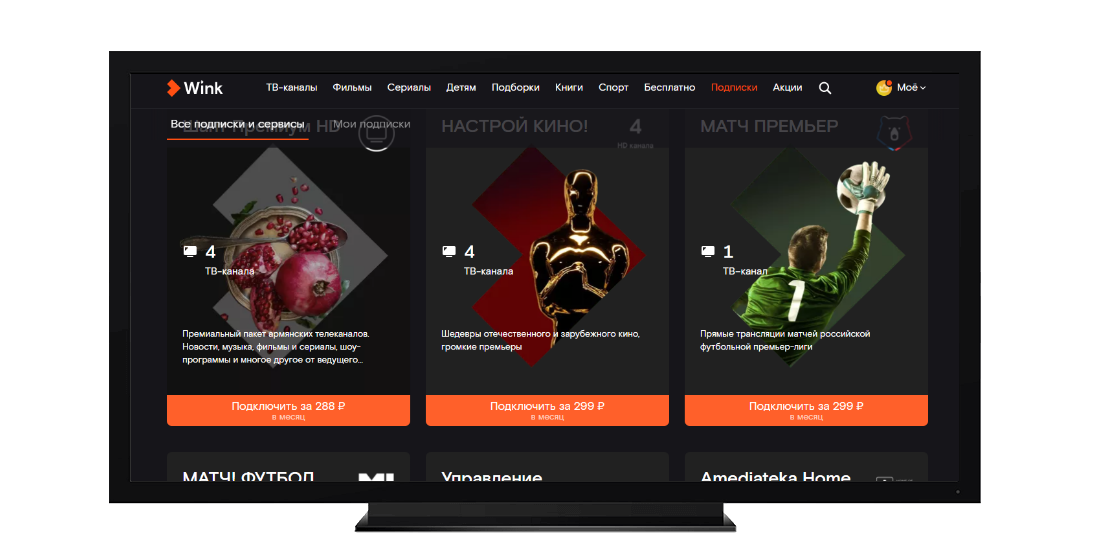 Wink
ТВ-каналы Фильмы Сериалы Детям Подборки Книги Спорт Бесплатно Подписки Акции Моё
Все подписки и сервисы Мои подписки
Шант Премиум HD
НАСТРОЙ КИНО! 4
HD канала
МАТЧ ПРЕМЬЕР
4
ТВ-канала
Премиальный пакет армянских телеканалов.
Новости, музыка, фильмы и сериалы, шоу-
программы и многое другое от ведущего...
Подключить за 288 ₽
в месяц
4
ТВ-канала
Шедевры отечественного и зарубежного кино,
громкие премьеры
Подключить за 299 ₽
в месяц
1
ТВ-канал
1
Прямые трансляции матчей российской
футбольной премьер-лиги
Подключить за 299 ₽
в месяц
МАТЧ! ФУТБОЛ
Управление
Amediateka Home